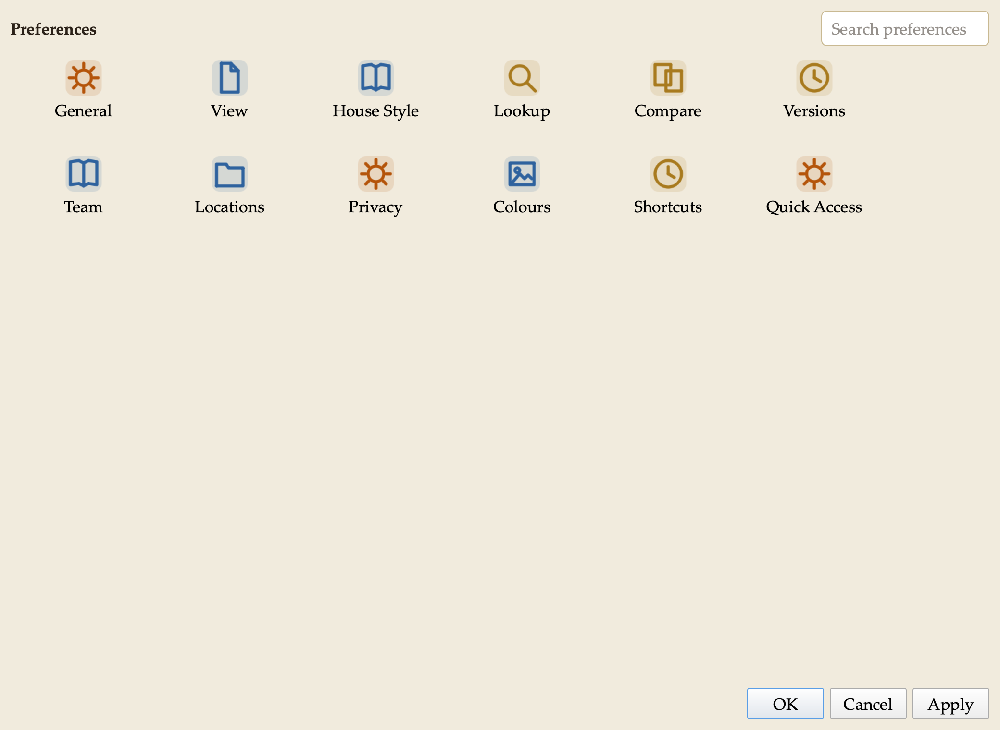 Preferences
Search preferences
General
View
House Style
Lookup
Compare
Versions
Team
Locations
Privacy
Colours
Shortcuts
Quick Access
OK
Cancel
Apply